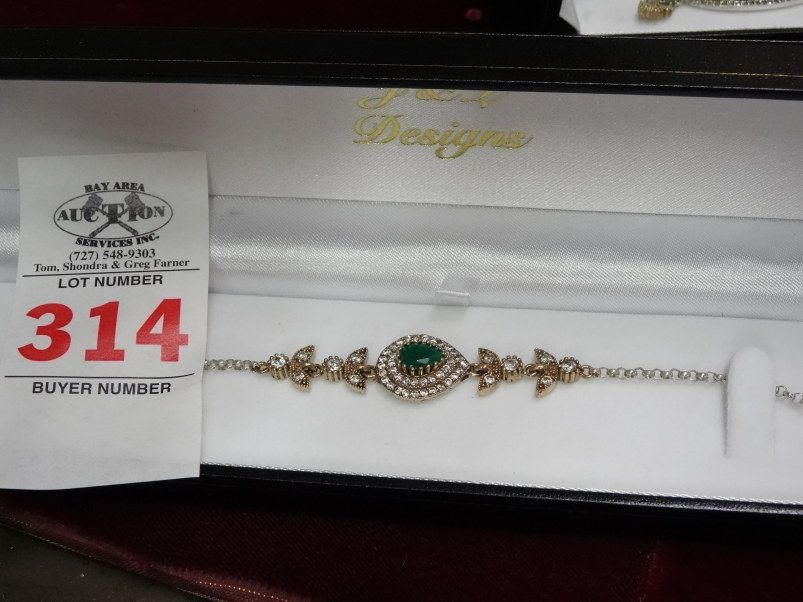 Designs
BAY AREA
AUCTION
SERVICES INC.
(727) 548-9303
Tom, Shondra & Greg Farner
LOT NUMBER
314
BUYER NUMBER